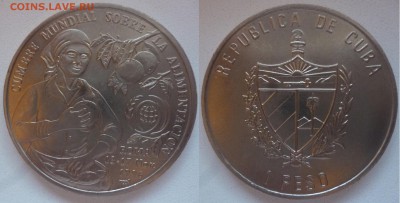 COINS.LAVE.RU
CUMBRE MUNDIAL SOBRE LA ALIMENTACION
REPUBLICA DE CUBA
1 PESO